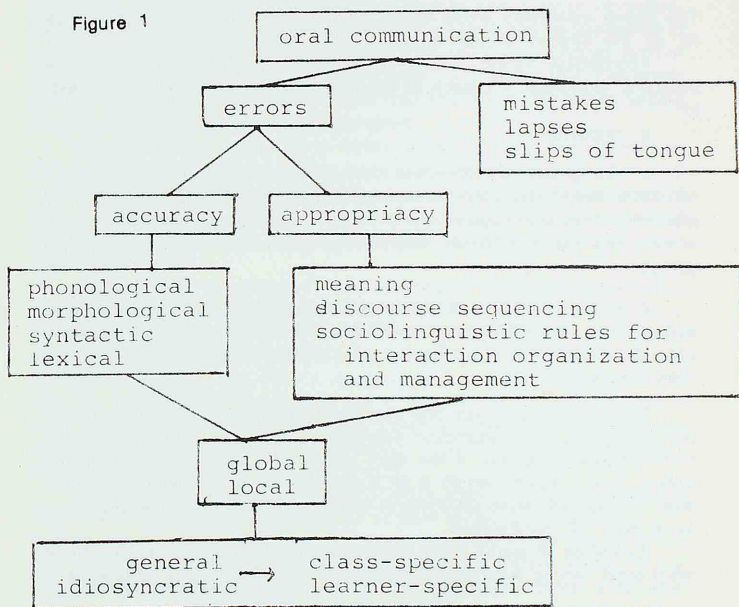 Figure 1
oral communication
errors
mistakes
lapses
slips of tongue
accuracy
appropriacy
phonological
morphological
syntactic
lexical
meaning
discourse sequencing
sociolinguistic rules for
interaction organization
and management
global
local
general → class-specific
idiosyncratic learner-specific